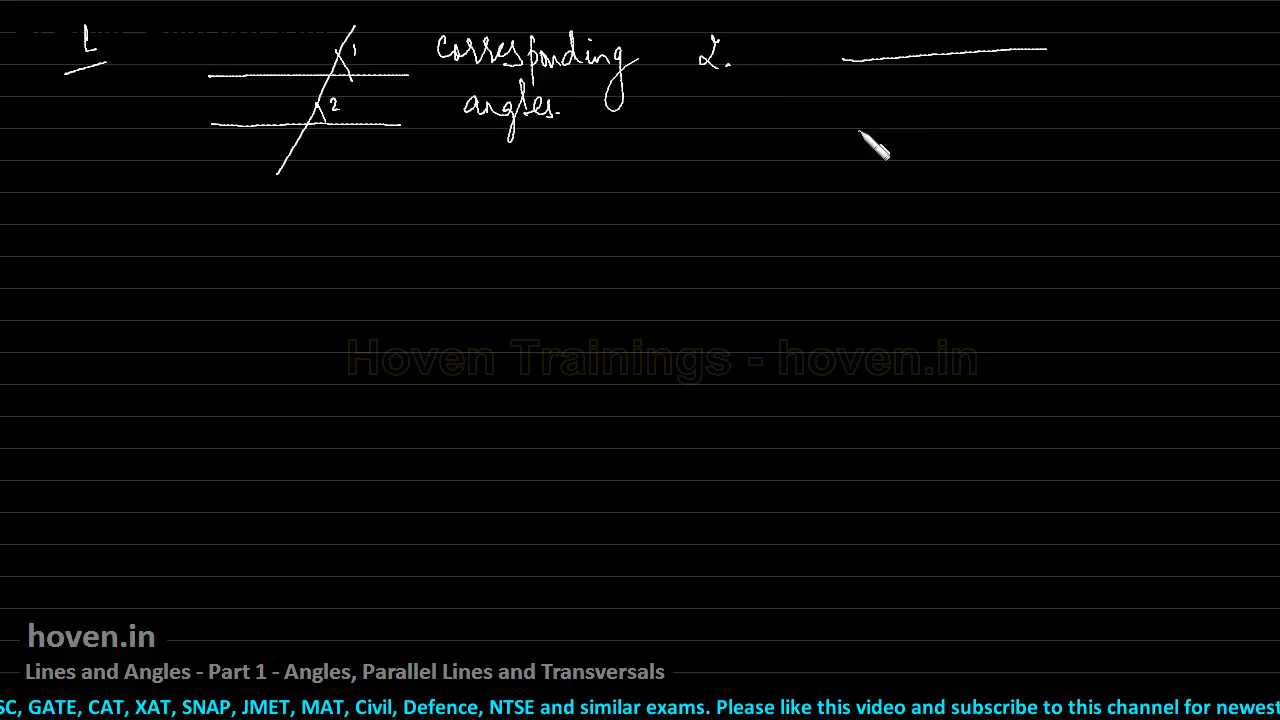 1
1
2
corresponding
angles.
2.
Hoven Trainings - hoven.in
hoven.in
Lines and Angles - Part 1 - Angles, Parallel Lines and Transversals
SC, GATE, CAT, XAT, SNAP, JMET, MAT, Civil, Defence, NTSE and similar exams. Please like this video and subscribe to this channel for newest